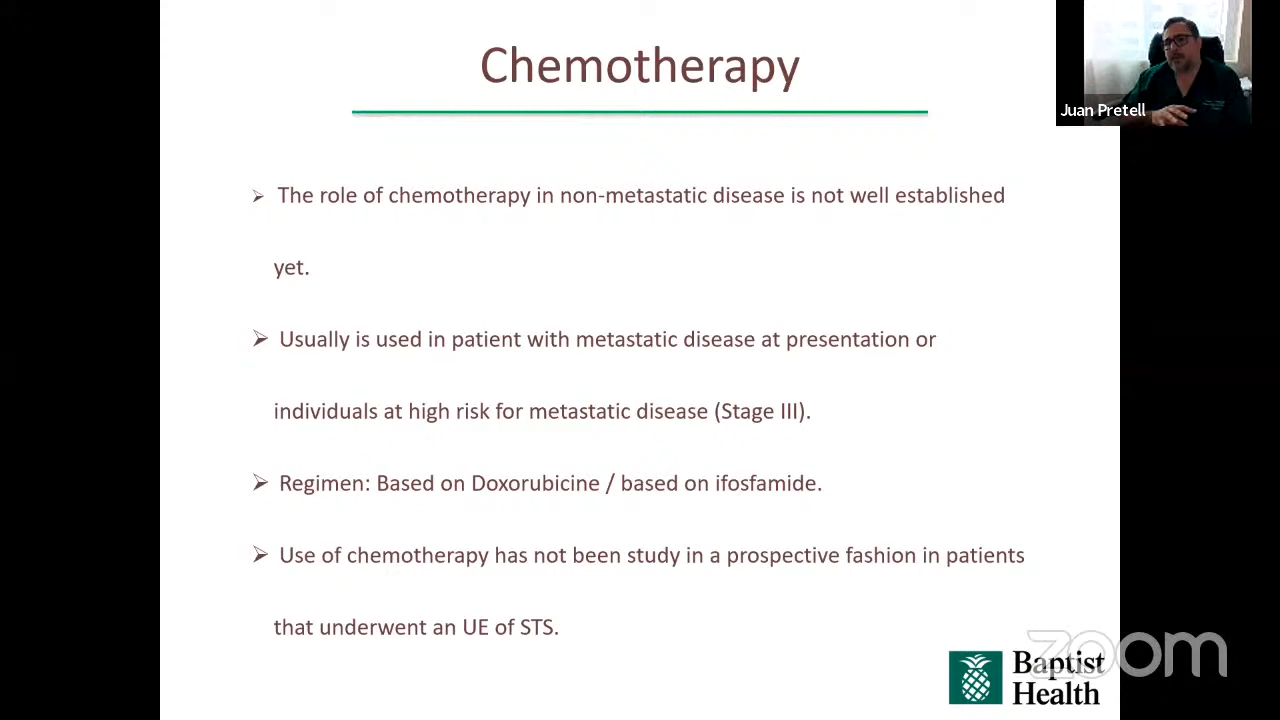 Chemotherapy
Juan Pretell
➢ The role of chemotherapy in non-metastatic disease is not well established
yet.
➢ Usually is used in patient with metastatic disease at presentation or
individuals at high risk for metastatic disease (Stage III).
➢ Regimen: Based on Doxorubicine / based on ifosfamide.
➢ Use of chemotherapy has not been study in a prospective fashion in patients
that underwent an UE of STS.
zoom
Baptist
Health